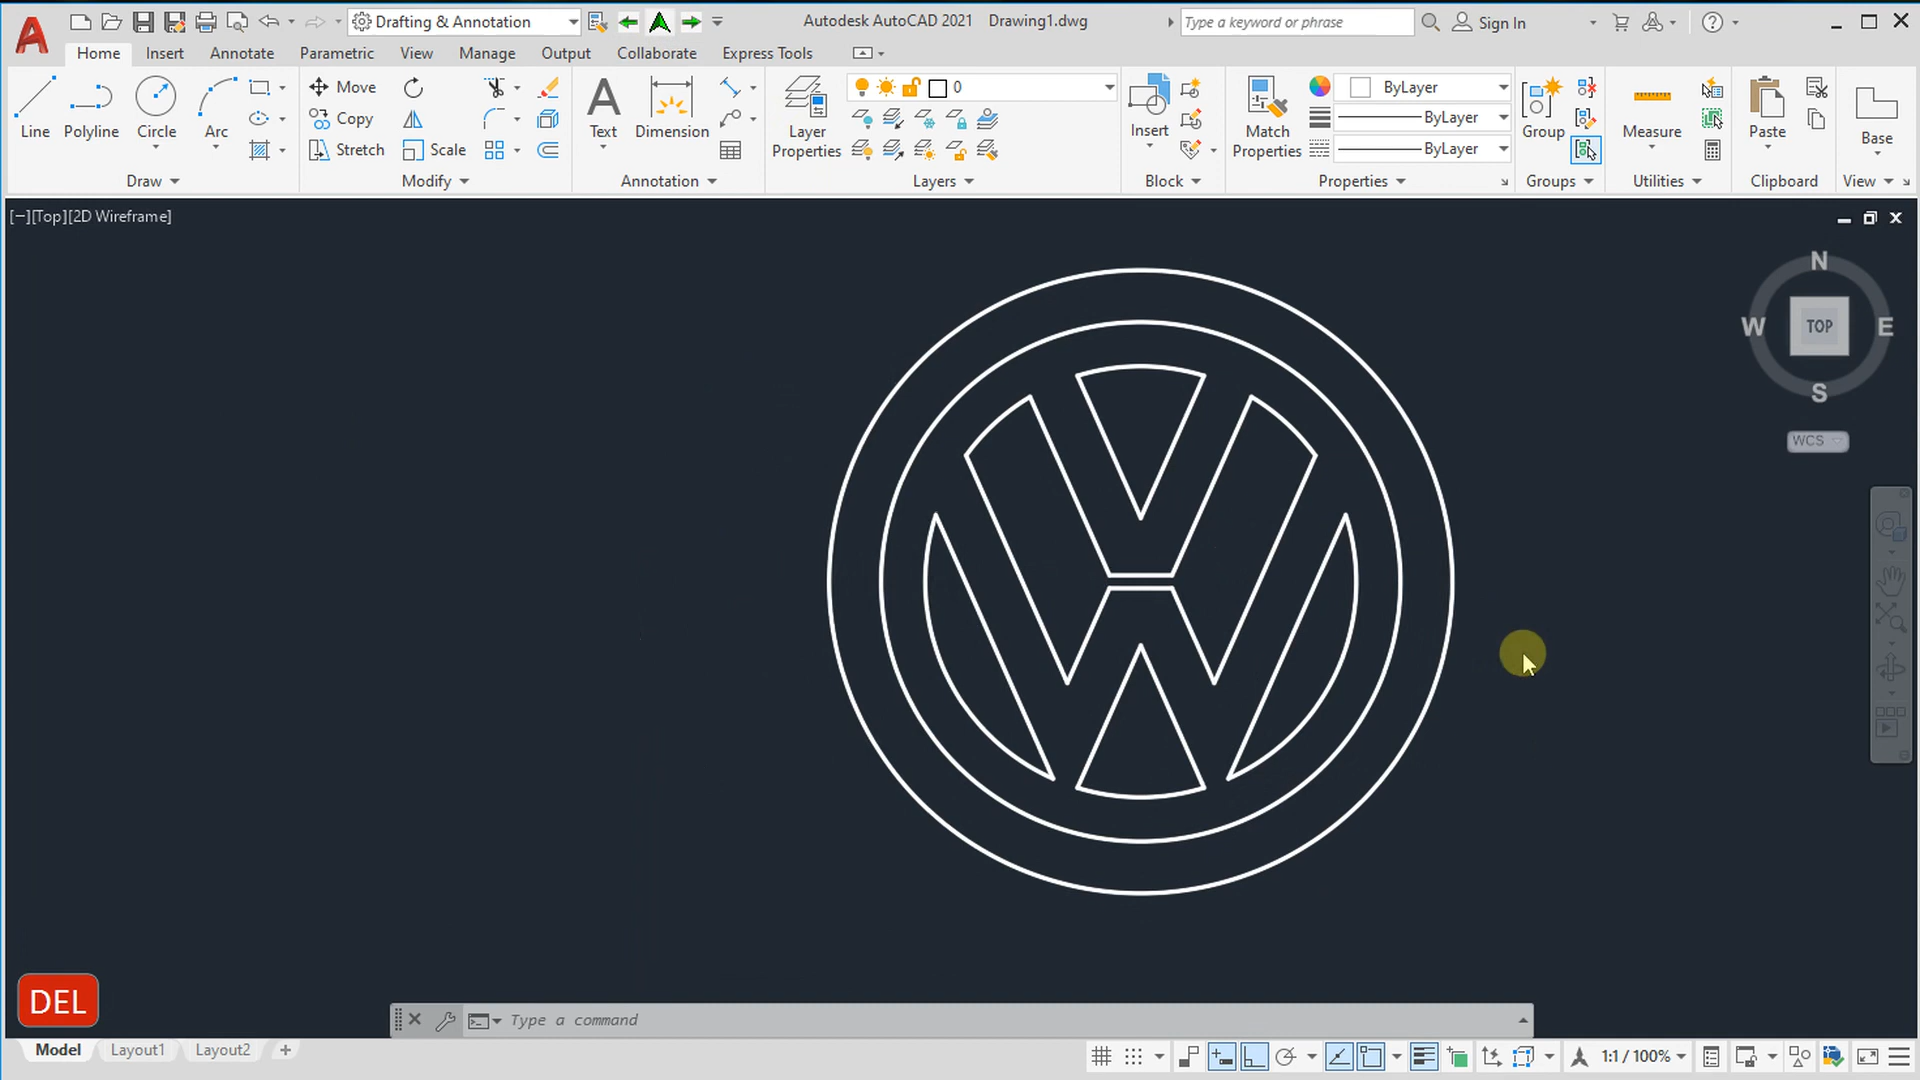 Drafting & Annotation
Autodesk AutoCAD 2021 Drawing1.dwg
Type a keyword or phrase
Sign In
Home Insert Annotate Parametric View Manage Output Collaborate Express Tools
Line Polyline Circle Arc
Move
Copy
Stretch Scale
Text Dimension
Layer Properties
0
Insert
Match Properties
ByLayer
ByLayer
ByLayer
Group
Measure
Paste
Base
Draw Modify Annotation Layers Block Properties Groups Utilities Clipboard View
[−][Top][2D Wireframe]
N
W TOP E
S
WCS
DEL
Type a command
Model Layout1 Layout2 +
1:1 / 100%